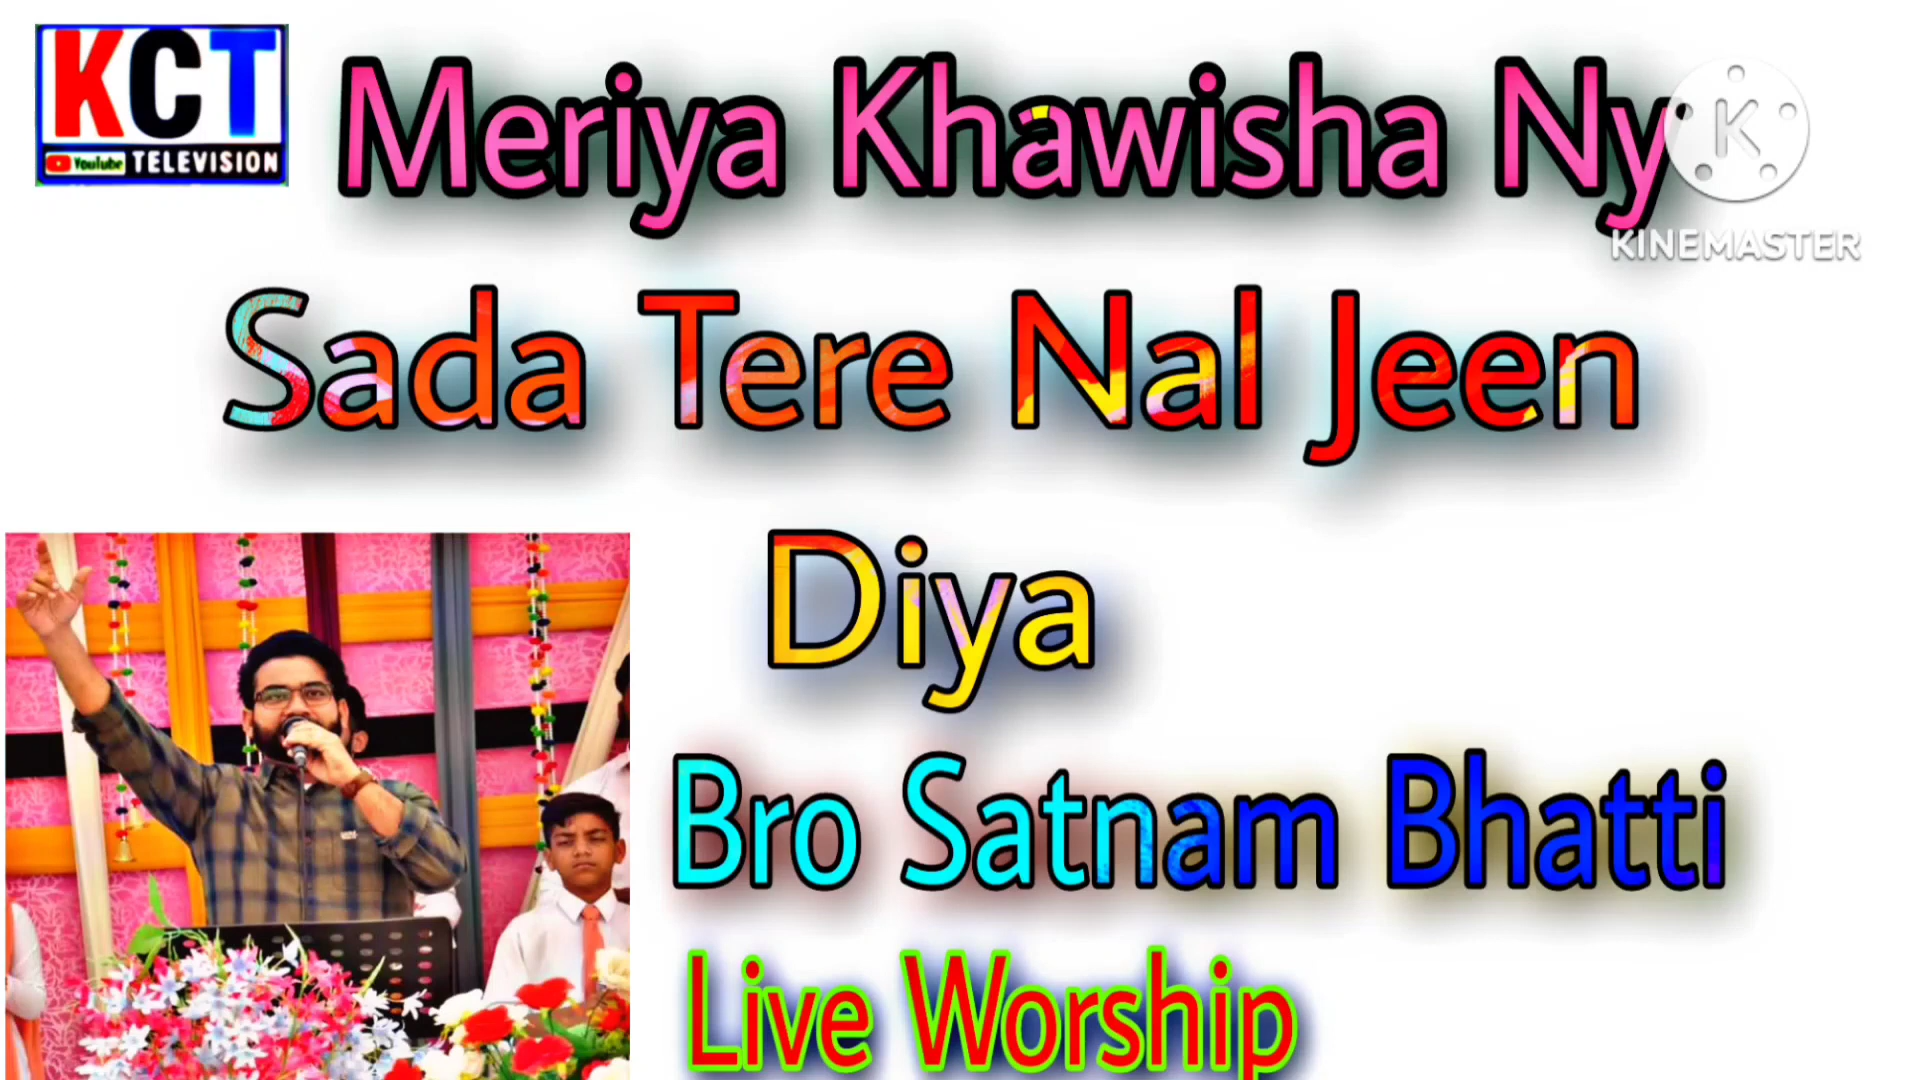 KCT
YouTube TELEVISION
Meriya Khawisha Ny
K
KINEMASTER
Sada Tere Nal Jeen
Diya
Bro Satnam Bhatti
Live Worship